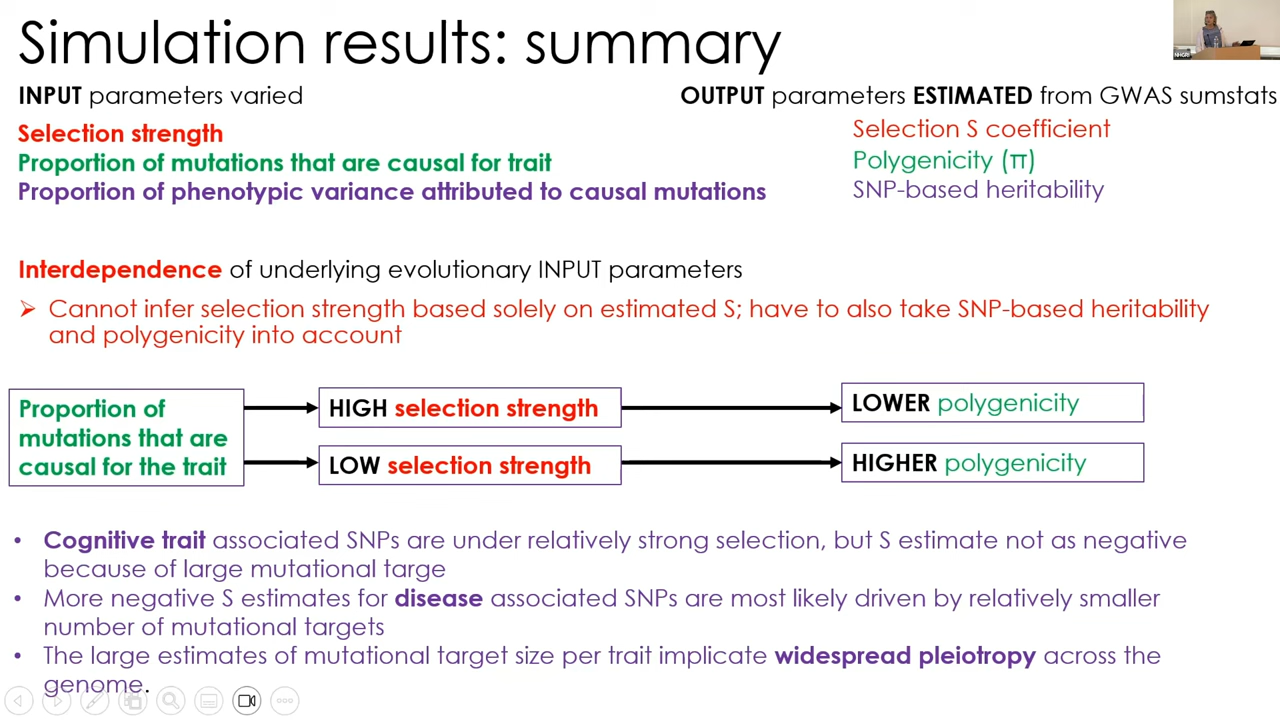 Simulation results: summary
NHGRI
INPUT parameters varied
OUTPUT parameters ESTIMATED from GWAS sumstats
Selection strength
Selection S coefficient
Proportion of mutations that are causal for trait
Polygenicity (π)
Proportion of phenotypic variance attributed to causal mutations
SNP-based heritability
Interdependence of underlying evolutionary INPUT parameters
➢ Cannot infer selection strength based solely on estimated S; have to also take SNP-based heritability
and polygenicity into account
Proportion of
mutations that are
causal for the trait
HIGH selection strength
LOWER polygenicity
LOW selection strength
HIGHER polygenicity
• Cognitive trait associated SNPs are under relatively strong selection, but S estimate not as negative
because of large mutational targe
• More negative S estimates for disease associated SNPs are most likely driven by relatively smaller
number of mutational targets
• The large estimates of mutational target size per trait implicate widespread pleiotropy across the
genome.